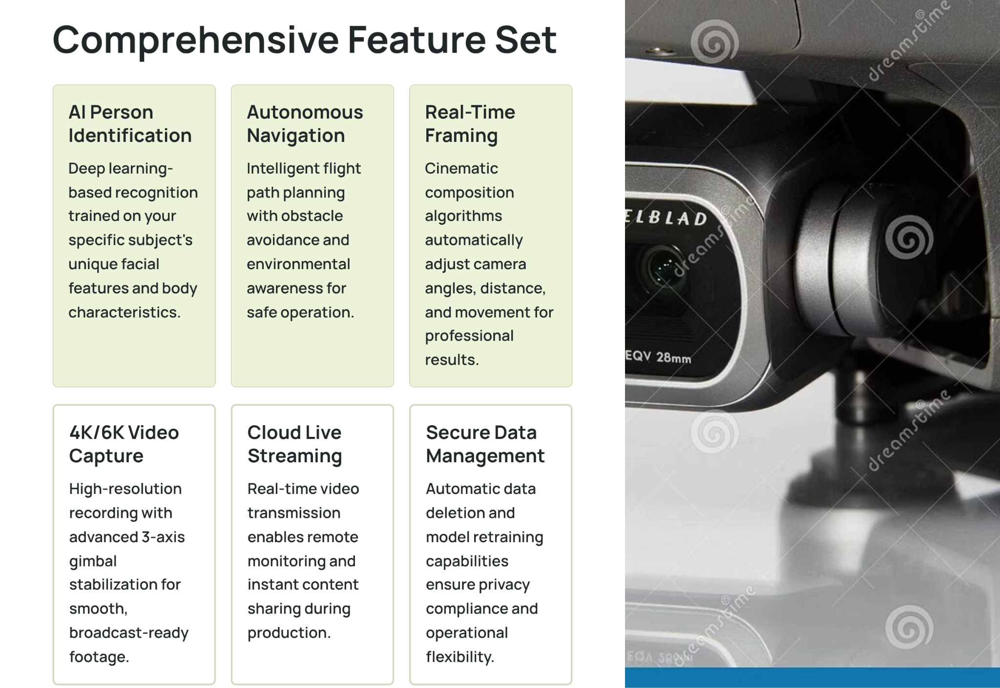 Comprehensive Feature Set
AI Person
Identification
Deep learning-
based recognition
trained on your
specific subject's
unique facial
features and body
characteristics.
Autonomous
Navigation
Intelligent flight
path planning
with obstacle
avoidance and
environmental
awareness for
safe operation.
Real-Time
Framing
Cinematic
composition
algorithms
automatically
adjust camera
angles, distance,
and movement for
professional
results.
4K/6K Video
Capture
High-resolution
recording with
advanced 3-axis
gimbal
stabilization for
smooth,
broadcast-ready
footage.
Cloud Live
Streaming
Real-time video
transmission
enables remote
monitoring and
instant content
sharing during
production.
Secure Data
Management
Automatic data
deletion and
model retraining
capabilities
ensure privacy
compliance and
operational
flexibility.
dreamstime
ELBLAD
dreamstime
EQV 28mm
dreamstime
dreamstime
EQV 28mm